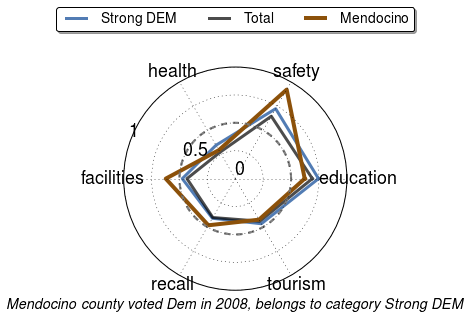 Strong DEM Total Mendocino
health safety
1
0.5
0
facilities education
recall tourism
Mendocino county voted Dem in 2008, belongs to category Strong DEM